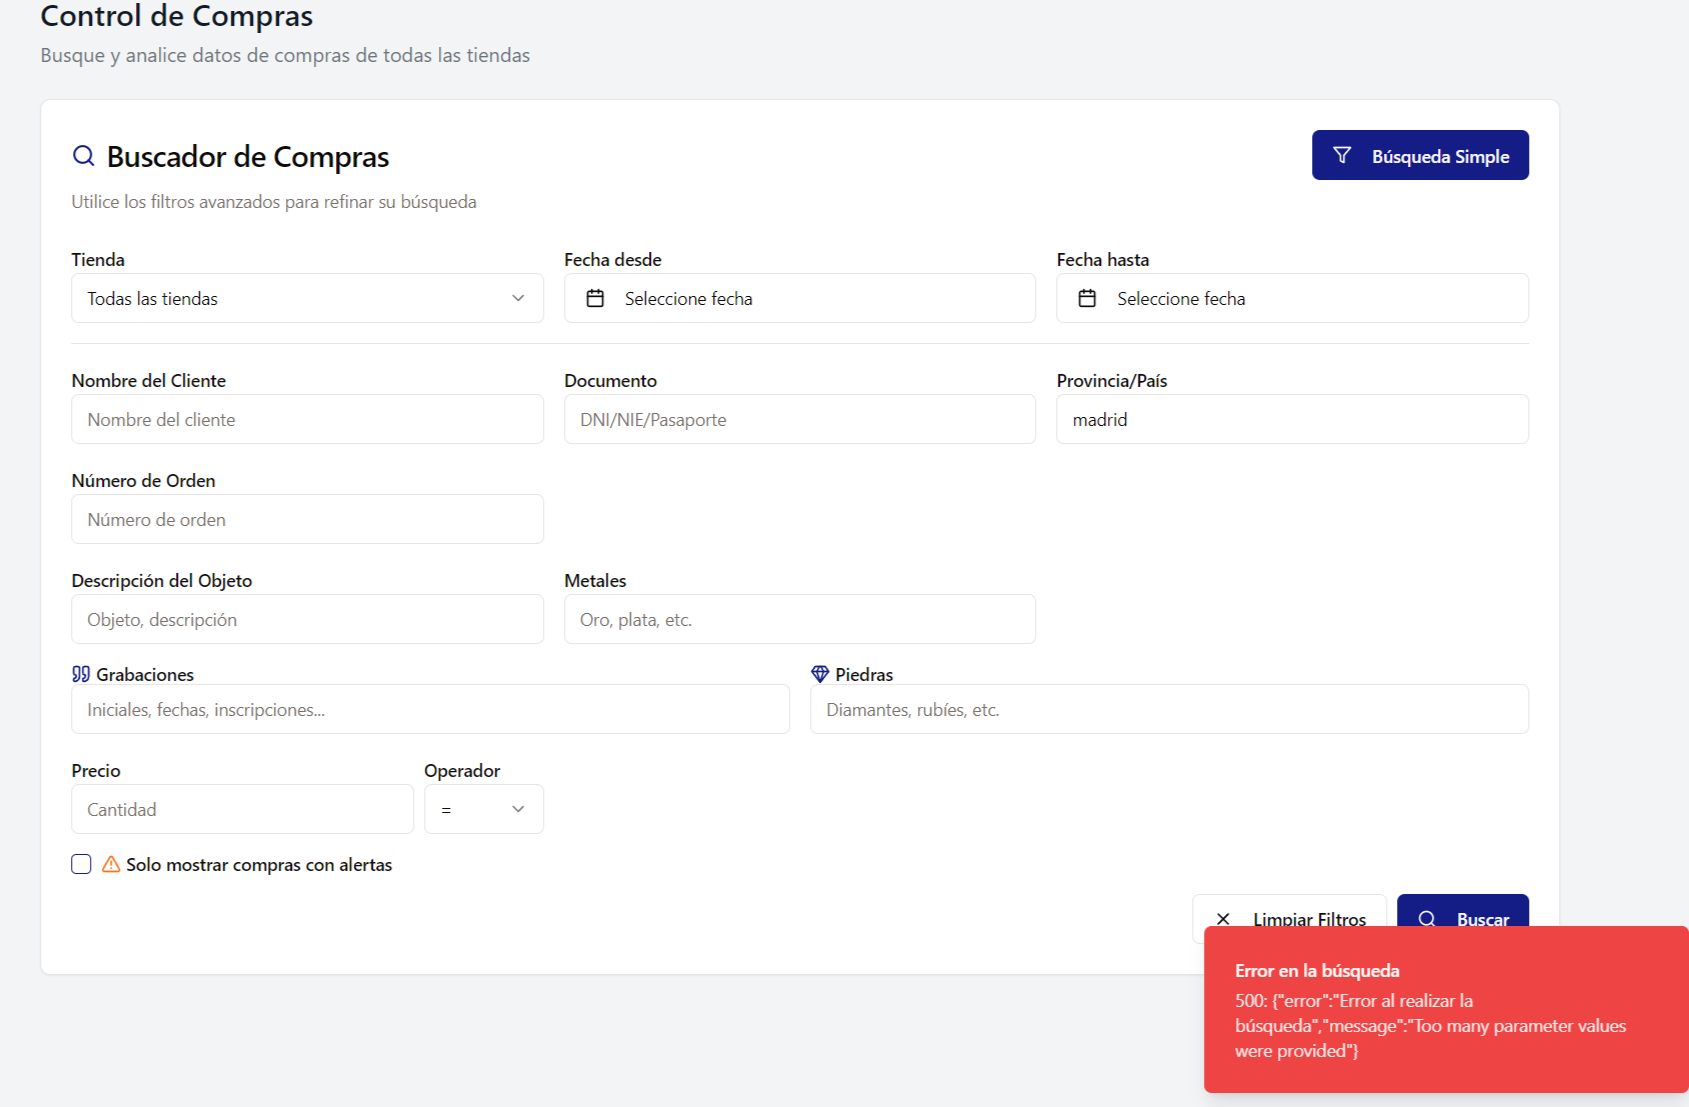 Control de Compras
Busque y analice datos de compras de todas las tiendas
Buscador de Compras
Búsqueda Simple
Utilice los filtros avanzados para refinar su búsqueda
Tienda
Fecha desde
Fecha hasta
Todas las tiendas
Seleccione fecha
Seleccione fecha
Nombre del Cliente
Documento
Provincia/País
Nombre del cliente
DNI/NIE/Pasaporte
madrid
Número de Orden
Número de orden
Descripción del Objeto
Metales
Objeto, descripción
Oro, plata, etc.
Grabaciones
Piedras
Iniciales, fechas, inscripciones...
Diamantes, rubíes, etc.
Precio
Operador
Cantidad
=
Solo mostrar compras con alertas
Limpiar Filtros
Buscar
Error en la búsqueda
500: {"error":"Error al realizar la
búsqueda","message":"Too many parameter values
were provided"}